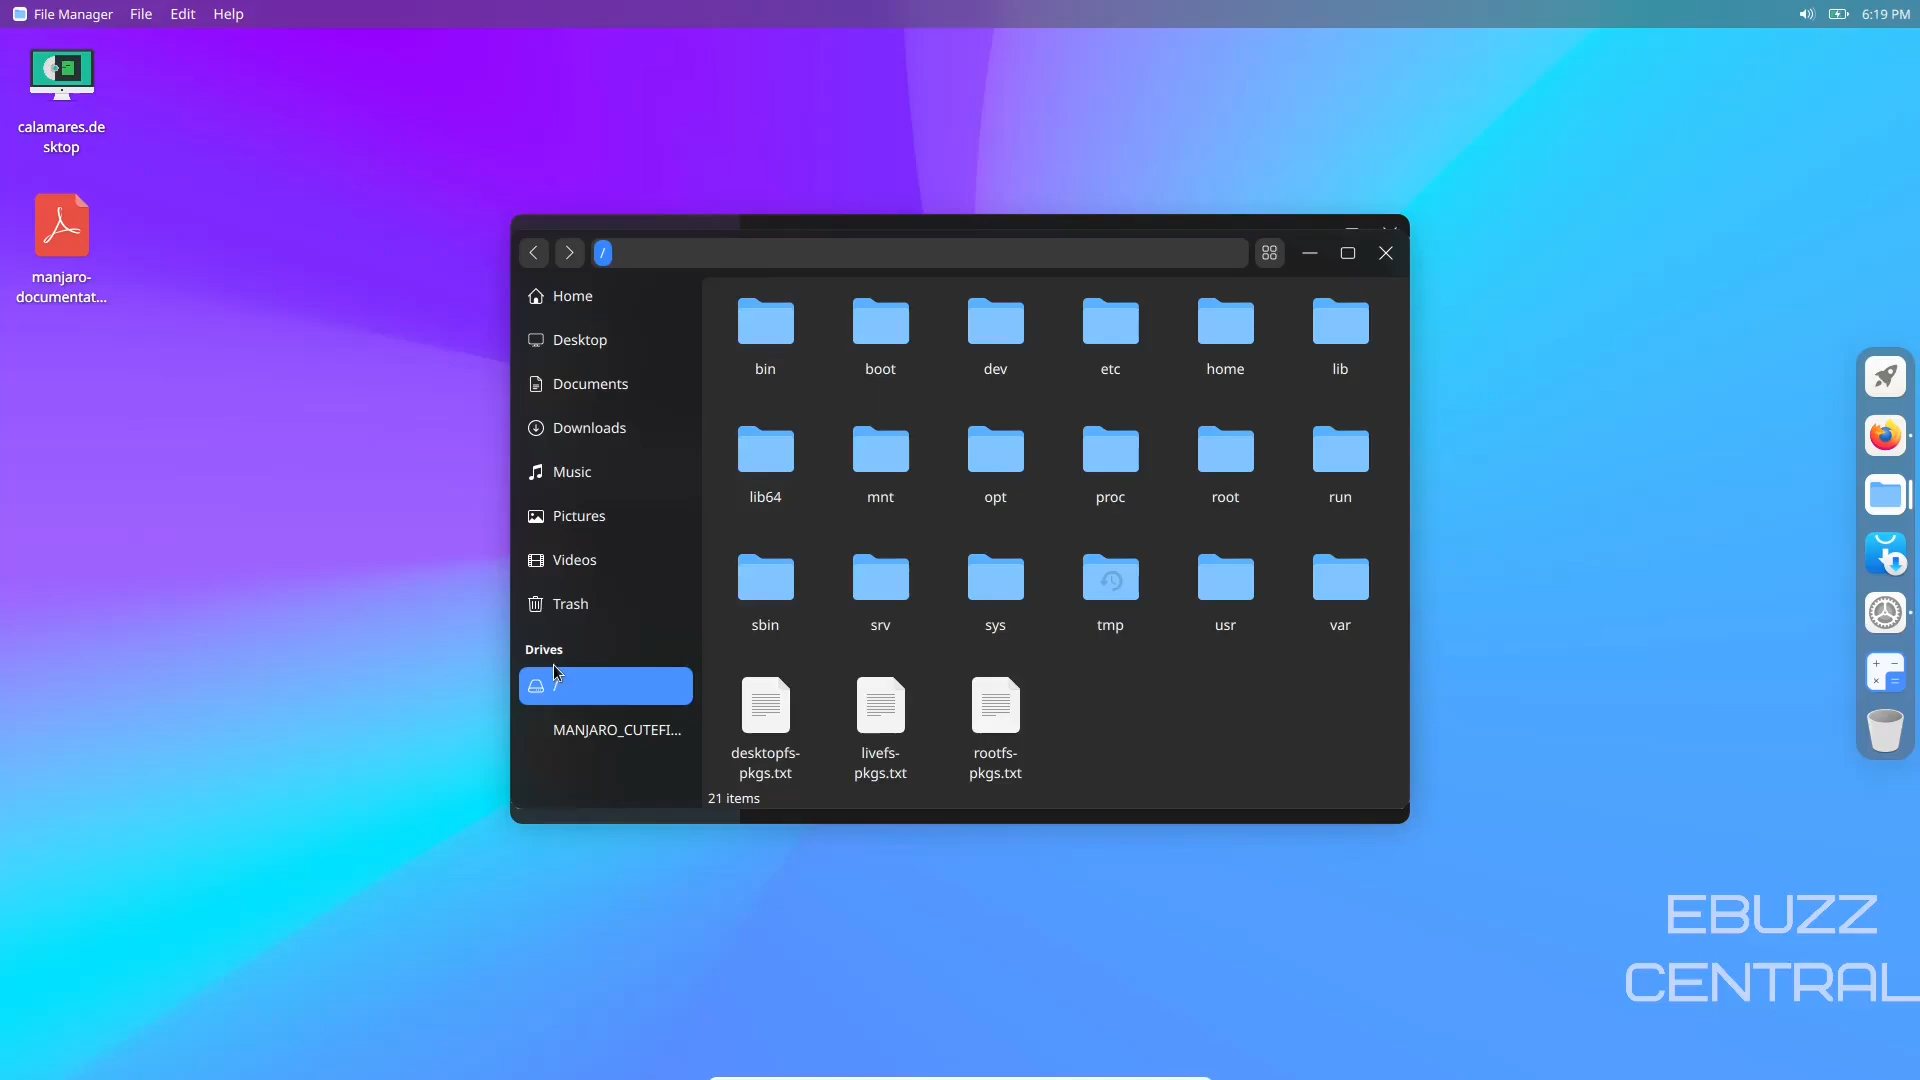 File Manager File Edit Help 6:19 PM
calamares.de
sktop
manjaro-
documentat...
/
Home
Desktop
Documents
Downloads
Music
Pictures
Videos
Trash
Drives
/
MANJARO_CUTEFI...
bin boot dev etc home lib
lib64 mnt opt proc root run
sbin srv sys tmp usr var
desktopfs- livefs- rootfs-
pkgs.txt pkgs.txt pkgs.txt
21 items
EBUZZ
CENTRAL